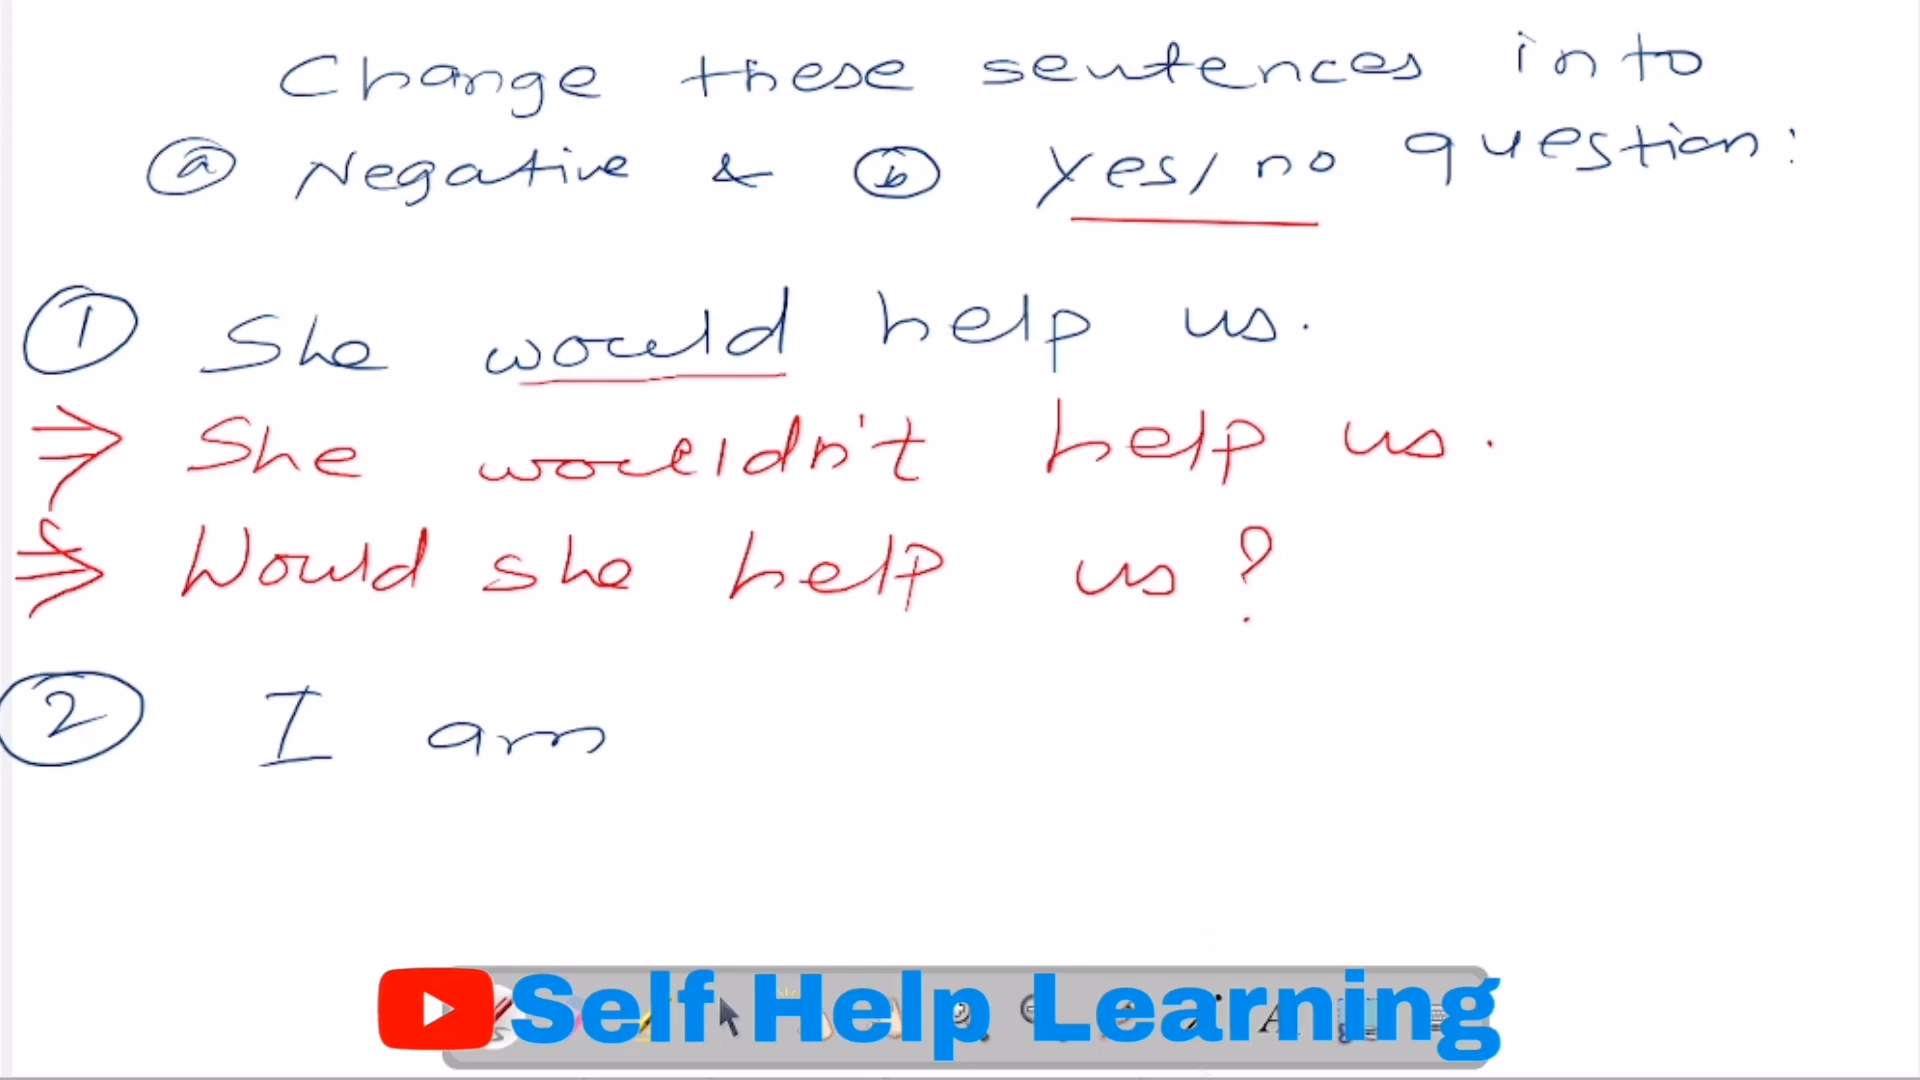 Change these sentences into
ⓐ Negative & ⓑ Yes/no question:
① She would help us.
⇒ She wouldn't help us.
⇒ Would she help us?
② I am
Self Help Learning